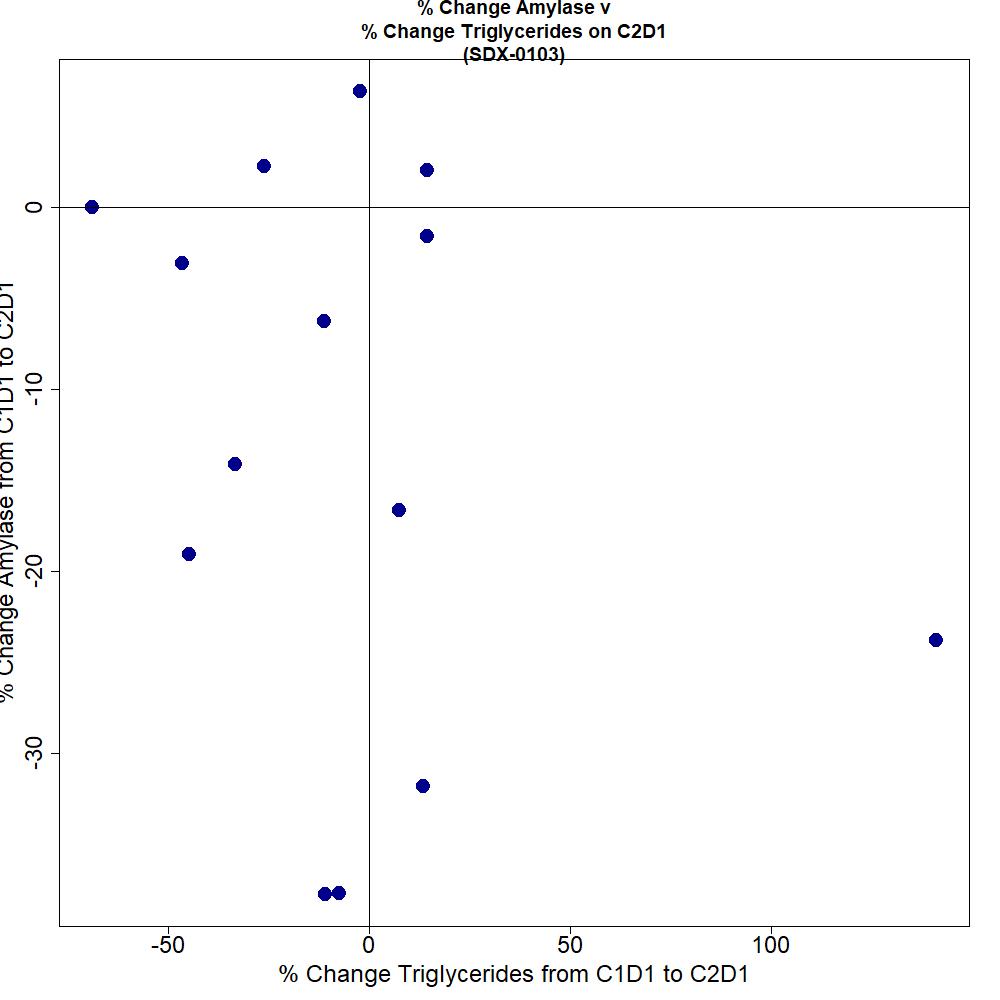 % Change Amylase v
% Change Triglycerides on C2D1
(SDX-0103)
% Change Amylase from C1D1 to C2D1
0
-10
-20
-30
-50
0
50
100
% Change Triglycerides from C1D1 to C2D1